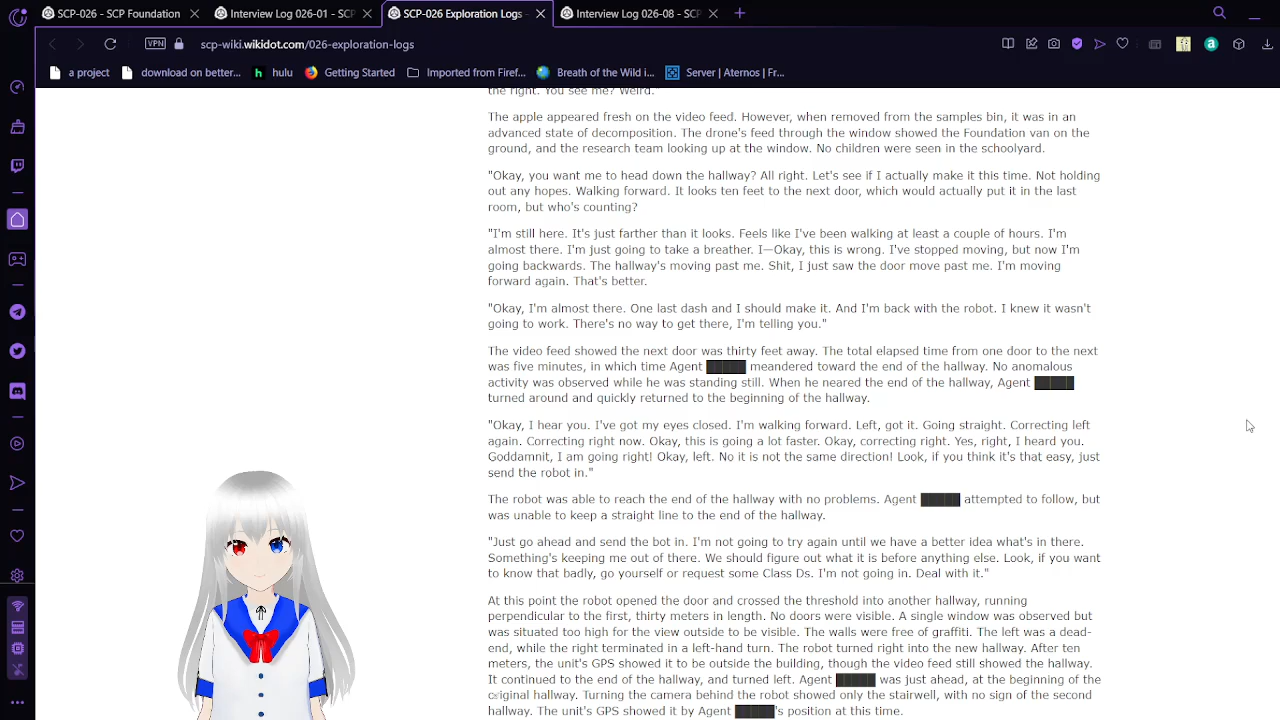 SCP-026 - SCP Foundation
Interview Log 026-01 - SCP
SCP-026 Exploration Logs -
Interview Log 026-08 - SCP
VPN
scp-wiki.wikidot.com/026-exploration-logs
a project
download on better...
hulu
Getting Started
Imported from Firef...
Breath of the Wild i...
Server | Aternos | Fr...
the right. You see me? Weird."
The apple appeared fresh on the video feed. However, when removed from the samples bin, it was in an
advanced state of decomposition. The drone's feed through the window showed the Foundation van on the
ground, and the research team looking up at the window. No children were seen in the schoolyard.
"Okay, you want me to head down the hallway? All right. Let's see if I actually make it this time. Not holding
out any hopes. Walking forward. It looks ten feet to the next door, which would actually put it in the last
room, but who's counting?
"I'm still here. It's just farther than it looks. Feels like I've been walking at least a couple of hours. I'm
almost there. I'm just going to take a breather. I—Okay, this is wrong. I've stopped moving, but now I'm
going backwards. The hallway's moving past me. Shit, I just saw the door move past me. I'm moving
forward again. That's better.
"Okay, I'm almost there. One last dash and I should make it. And I'm back with the robot. I knew it wasn't
going to work. There's no way to get there, I'm telling you."
The video feed showed the next door was thirty feet away. The total elapsed time from one door to the next
was five minutes, in which time Agent █████ meandered toward the end of the hallway. No anomalous
activity was observed while he was standing still. When he neared the end of the hallway, Agent █████
turned around and quickly returned to the beginning of the hallway.
"Okay, I hear you. I've got my eyes closed. I'm walking forward. Left, got it. Going straight. Correcting left
again. Correcting right now. Okay, this is going a lot faster. Okay, correcting right. Yes, right, I heard you.
Goddamnit, I am going right! Okay, left. No it is not the same direction! Look, if you think it's that easy, just
send the robot in."
The robot was able to reach the end of the hallway with no problems. Agent █████ attempted to follow, but
was unable to keep a straight line to the end of the hallway.
"Just go ahead and send the bot in. I'm not going to try again until we have a better idea what's in there.
Something's keeping me out of there. We should figure out what it is before anything else. Look, if you want
to know that badly, go yourself or request some Class Ds. I'm not going in. Deal with it."
At this point the robot opened the door and crossed the threshold into another hallway, running
perpendicular to the first, thirty meters in length. No doors were visible. A single window was observed but
was situated too high for the view outside to be visible. The walls were free of graffiti. The left was a dead-
end, while the right terminated in a left-hand turn. The robot turned right into the new hallway. After ten
meters, the unit's GPS showed it to be outside the building, though the video feed still showed the hallway.
It continued to the end of the hallway, and turned left. Agent █████ was just ahead, at the beginning of the
original hallway. Turning the camera behind the robot showed only the stairwell, with no sign of the second
hallway. The unit's GPS showed it by Agent █████'s position at this time.